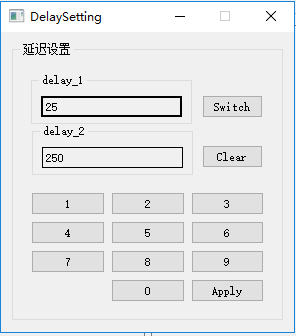 DelaySetting
延迟设置
delay_1
25
Switch
delay_2
250
Clear
1 2 3
4 5 6
7 8 9
0 Apply